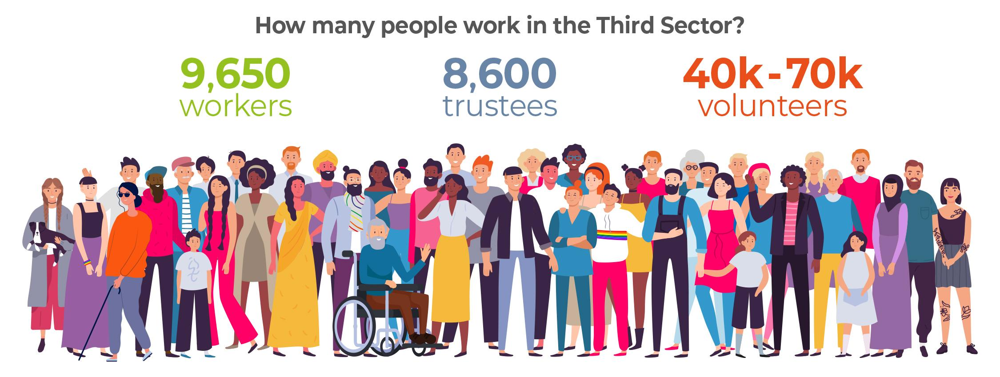 How many people work in the Third Sector?
9,650
workers
8,600
trustees
40k-70k
volunteers